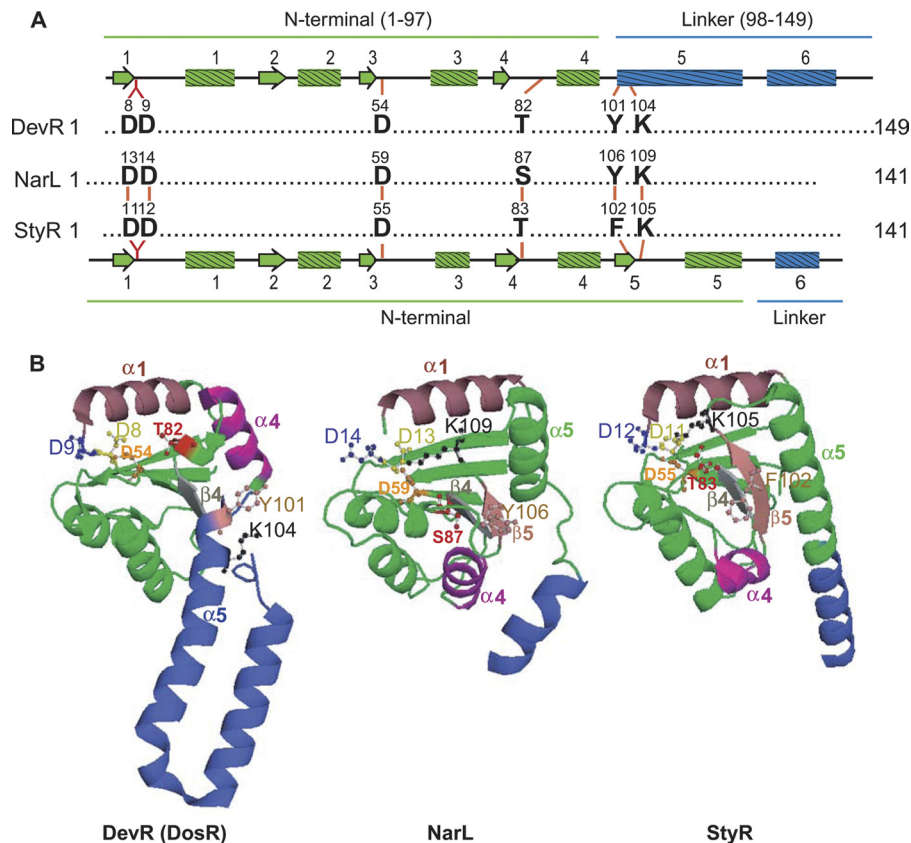 A
N-terminal (1-97) Linker (98-149)
1 1 2 2 3 3 4 4 5 6
8 9 54 82 101 104
DevR 1 DD D T Y K 149
1314 59 87 106 109
NarL 1 DD D S Y K 141
1112 55 83 102 105
StyR 1 DD D T F K 141
1 1 2 2 3 3 4 4 5 5 6
N-terminal Linker
B
α1 α4 D9 D8 T82 D54 β4 Y101 K104 α5
α1 K109 D14 D13 α5 D59 β4 Y106 β5 S87 α4
α1 K105 D12 D11 α5 D55 T83 F102 β4 β5 α4
DevR (DosR) NarL StyR